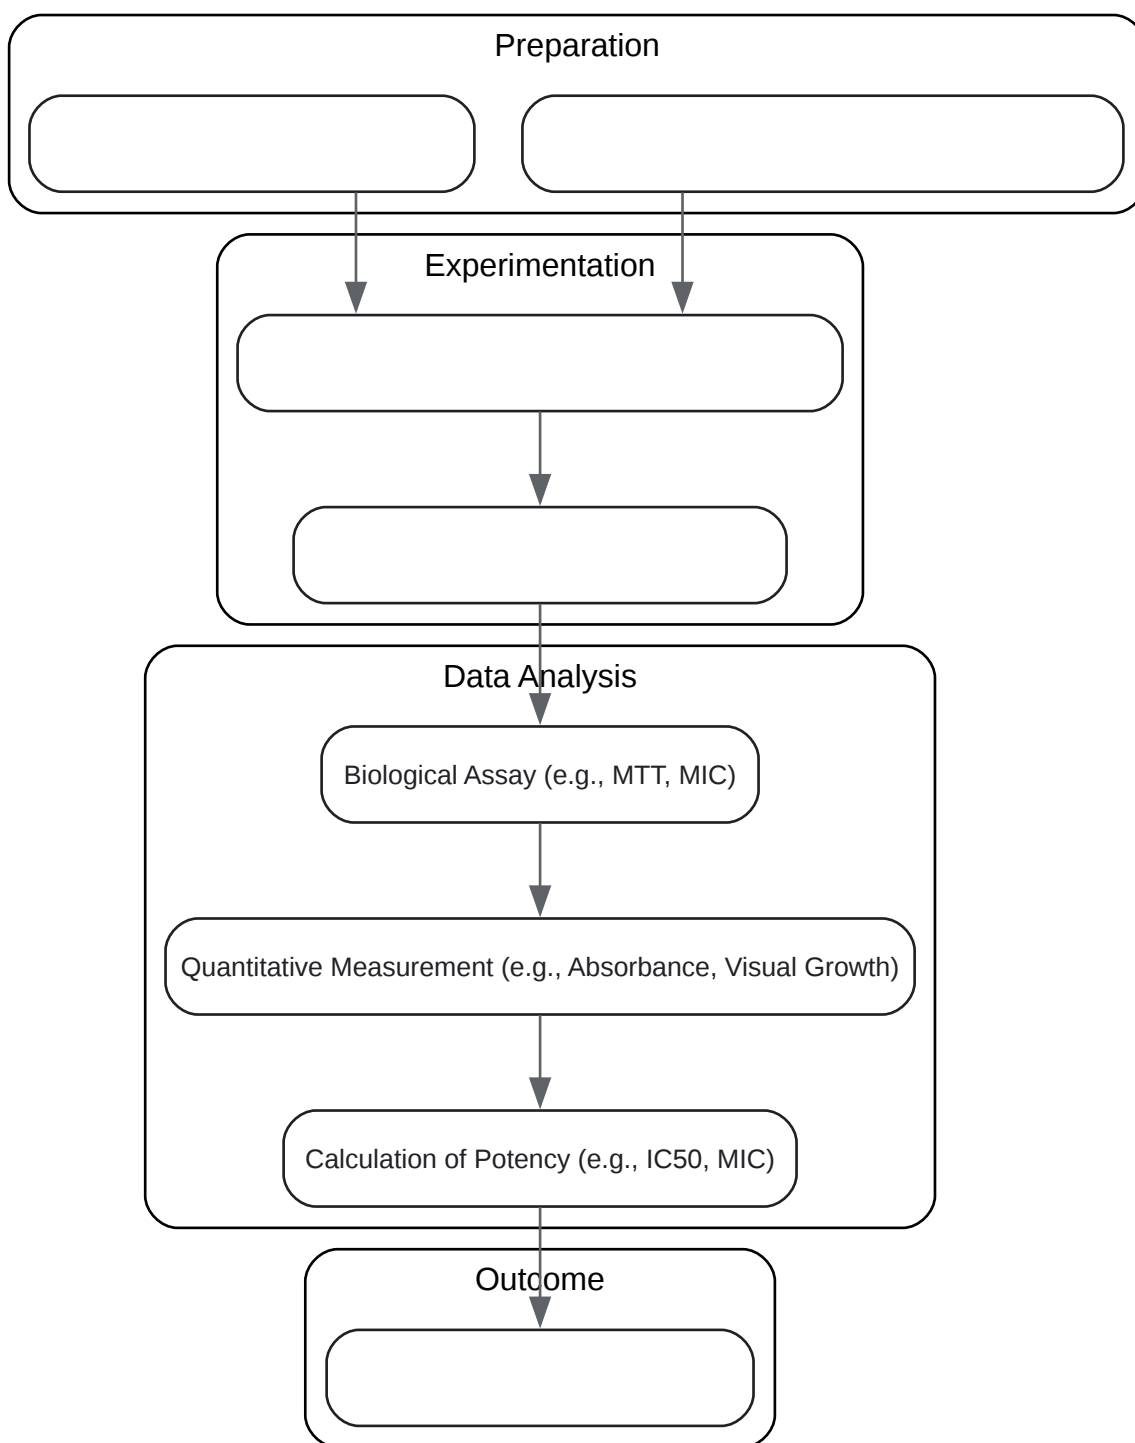 Preparation
Experimentation
Data Analysis
Biological Assay (e.g., MTT, MIC)
Quantitative Measurement (e.g., Absorbance, Visual Growth)
Calculation of Potency (e.g., IC50, MIC)
Outcome